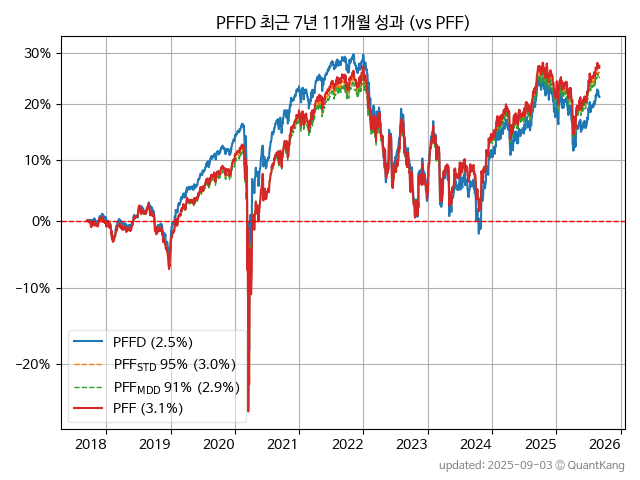 PFFD 최근 7년 11개월 성과 (vs PFF)
30%
20%
10%
0%
−10%
−20%
PFFD (2.5%)
PFF_STD 95% (3.0%)
PFF_MDD 91% (2.9%)
PFF (3.1%)
2018 2019 2020 2021 2022 2023 2024 2025 2026
updated: 2025-09-03 © QuantKang